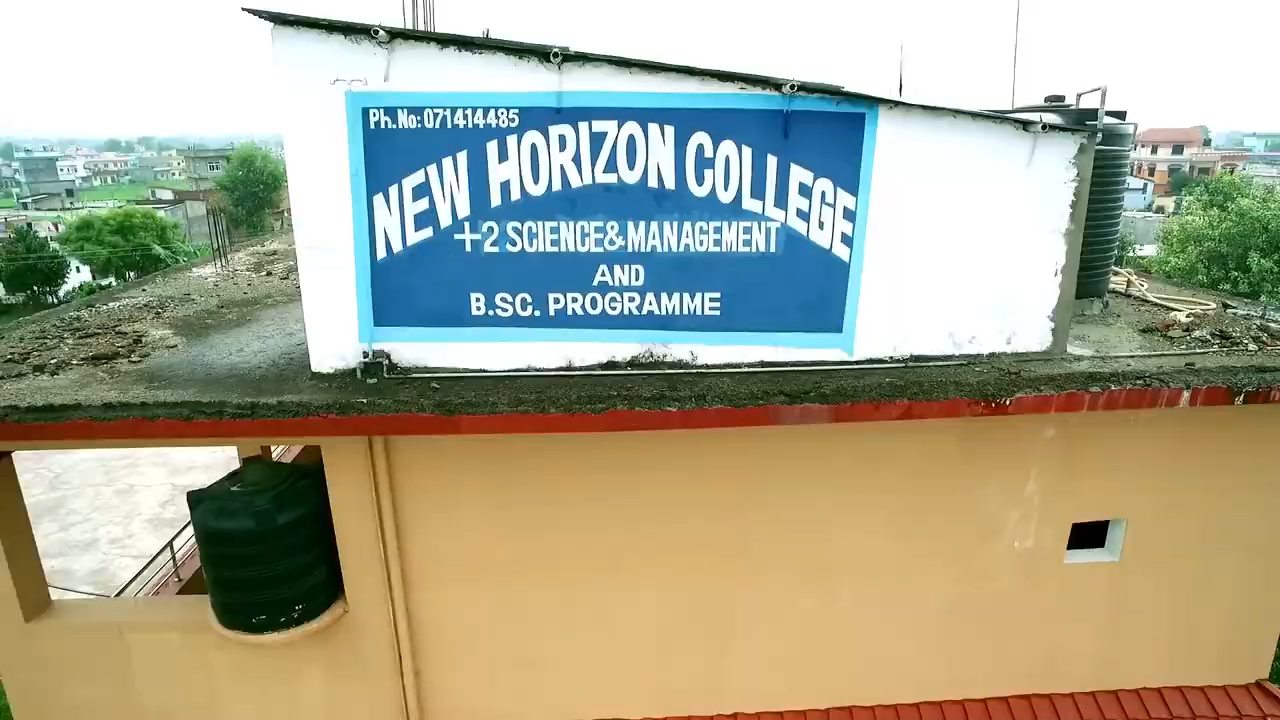 Ph.No: 071414485
NEW HORIZON COLLEGE
+2 SCIENCE&MANAGEMENT
AND
B.SC. PROGRAMME